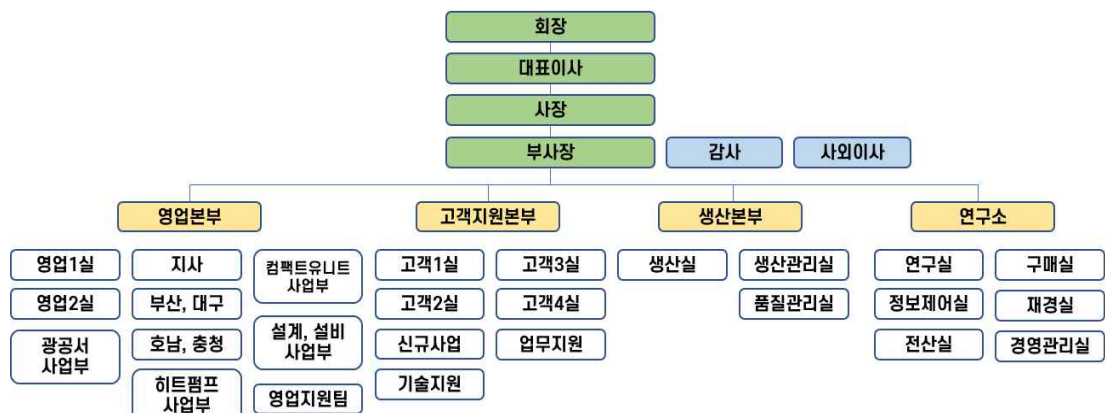 회장
대표이사
사장
부사장
감사
사외이사
영업본부
고객지원본부
생산본부
연구소
영업1실
영업2실
광공서
사업부
지사
부산, 대구
호남, 충청
히트펌프
사업부
컴팩트유니트
사업부
설계, 설비
사업부
영업지원팀
고객1실
고객2실
신규사업
기술지원
고객3실
고객4실
업무지원
생산실
생산관리실
품질관리실
연구실
정보제어실
전산실
구매실
재경실
경영관리실